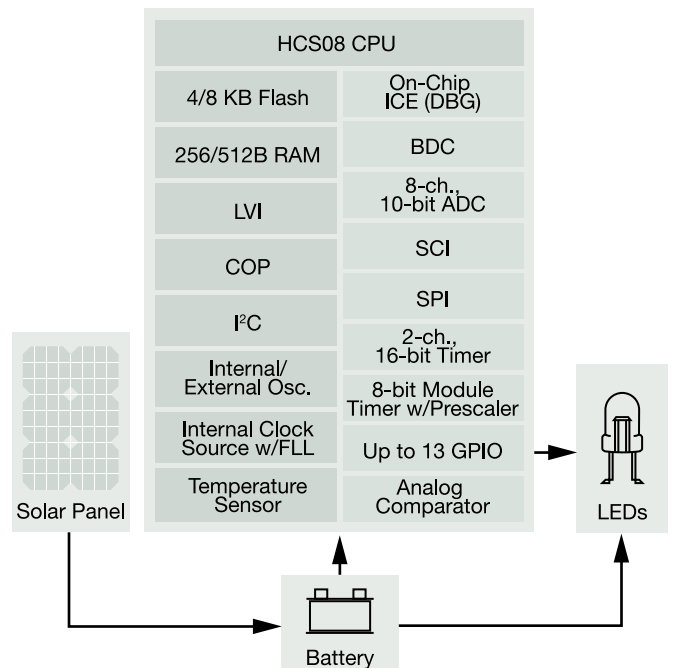 HCS08 CPU
4/8 KB Flash
256/512B RAM
LVI
COP
I²C
Internal/
External Osc.
Internal Clock
Source w/FLL
Temperature
Sensor
On-Chip
ICE (DBG)
BDC
8-ch.,
10-bit ADC
SCI
SPI
2-ch.,
16-bit Timer
8-bit Module
Timer w/Prescaler
Up to 13 GPIO
Analog
Comparator
Solar Panel
LEDs
Battery